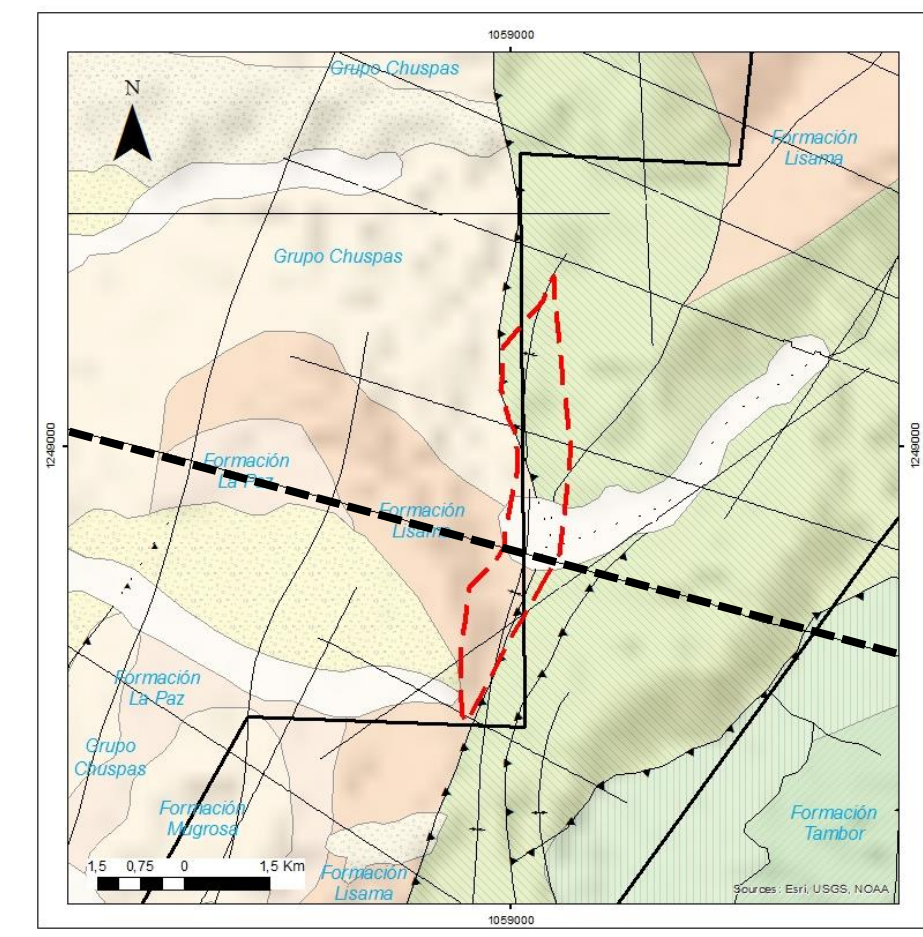 1059000
Grupo Chuspas
N
Formación
Lisama
Grupo Chuspas
1249000
1249000
Formación
La Paz
Formación
Lisama
Formación
La Paz
Grupo
Chuspas
Formación
Mugrosa
Formación
Tambor
1,5 0,75 0 1,5 Km
Formación
Lisama
Sources: Esri, USGS, NOAA
1059000